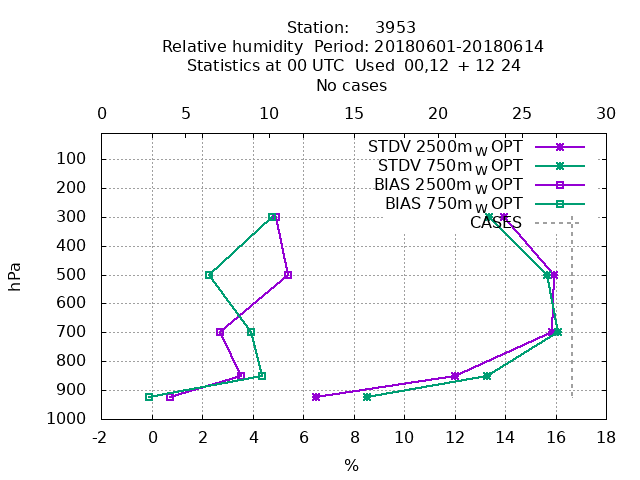 Station: 3953
Relative humidity Period: 20180601-20180614
Statistics at 00 UTC Used 00,12 + 12 24
No cases
0 5 10 15 20 25 30
STDV 2500m W OPT
STDV 750m W OPT
BIAS 2500m W OPT
BIAS 750m W OPT
CASES
hPa
100
200
300
400
500
600
700
800
900
1000
-2 0 2 4 6 8 10 12 14 16 18
%